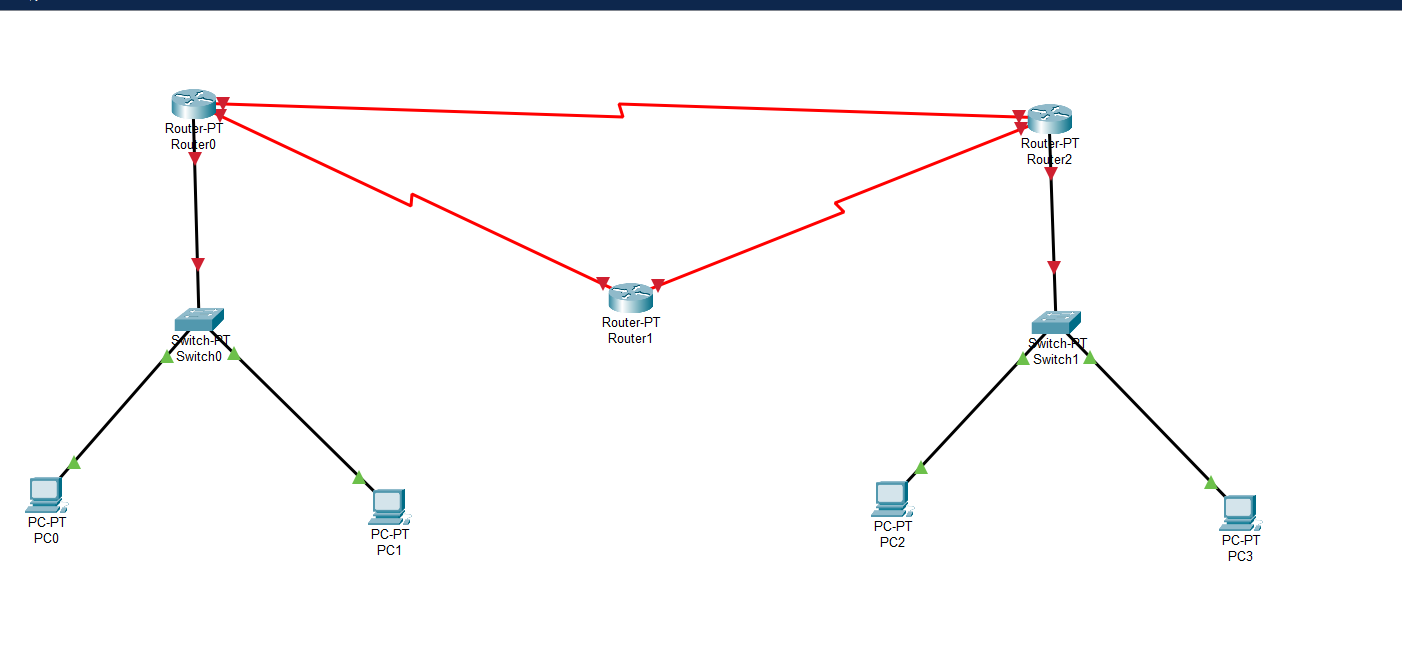 Router-PT
Router0
Router-PT
Router2
Router-PT
Router1
Switch-PT
Switch0
Switch-PT
Switch1
PC-PT
PC0
PC-PT
PC1
PC-PT
PC2
PC-PT
PC3